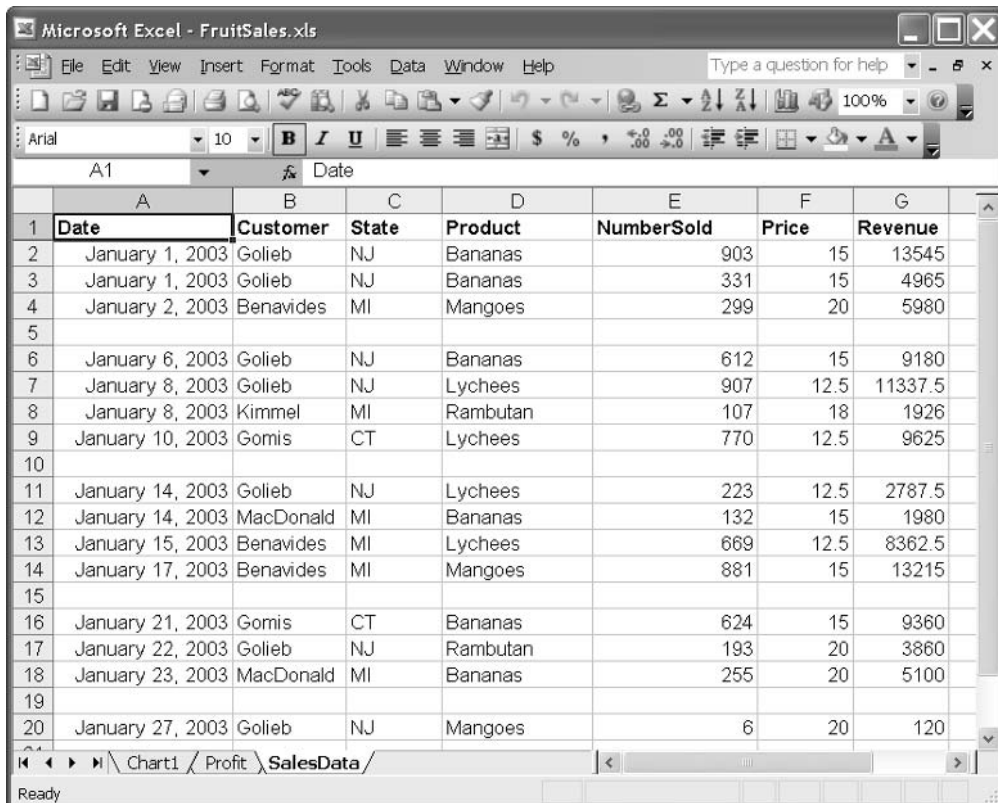 Microsoft Excel - FruitSales.xls
File Edit View Insert Format Tools Data Window Help Type a question for help
100%
Arial 10 B I U $ % ,
A1 fx Date
A B C D E F G
1 Date Customer State Product NumberSold Price Revenue
2 January 1, 2003 Golieb NJ Bananas 903 15 13545
3 January 1, 2003 Golieb NJ Bananas 331 15 4965
4 January 2, 2003 Benavides MI Mangoes 299 20 5980
5
6 January 6, 2003 Golieb NJ Bananas 612 15 9180
7 January 8, 2003 Golieb NJ Lychees 907 12.5 11337.5
8 January 8, 2003 Kimmel MI Rambutan 107 18 1926
9 January 10, 2003 Gomis CT Lychees 770 12.5 9625
10
11 January 14, 2003 Golieb NJ Lychees 223 12.5 2787.5
12 January 14, 2003 MacDonald MI Bananas 132 15 1980
13 January 15, 2003 Benavides MI Lychees 669 12.5 8362.5
14 January 17, 2003 Benavides MI Mangoes 881 15 13215
15
16 January 21, 2003 Gomis CT Bananas 624 15 9360
17 January 22, 2003 Golieb NJ Rambutan 193 20 3860
18 January 23, 2003 MacDonald MI Bananas 255 20 5100
19
20 January 27, 2003 Golieb NJ Mangoes 6 20 120
Chart1 Profit SalesData
Ready